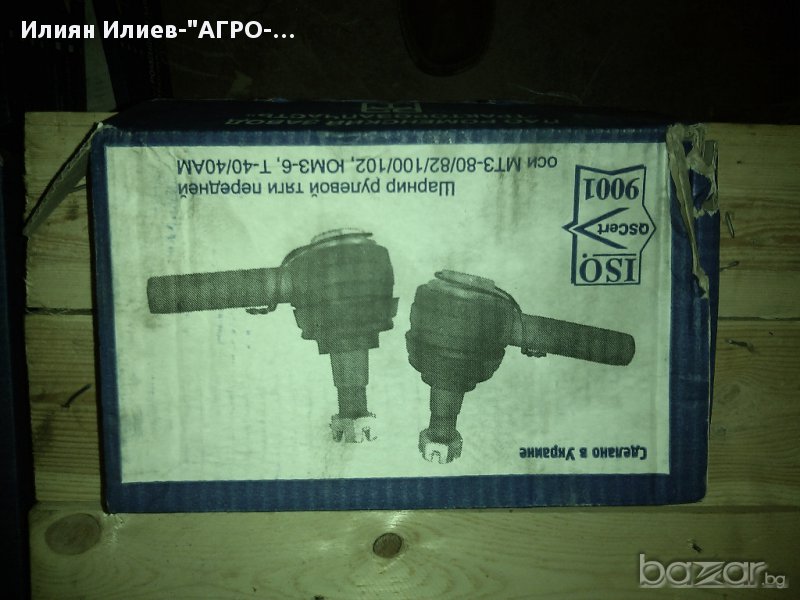 Илиян Илиев-"АГРО-...
Шарнир рулевой тяги передней
оси МТЗ-80/82/100/102, ЮМЗ-6, Т-40/40АМ
ISO
QSCert
9001
Сделано в Украине
bazar.bg